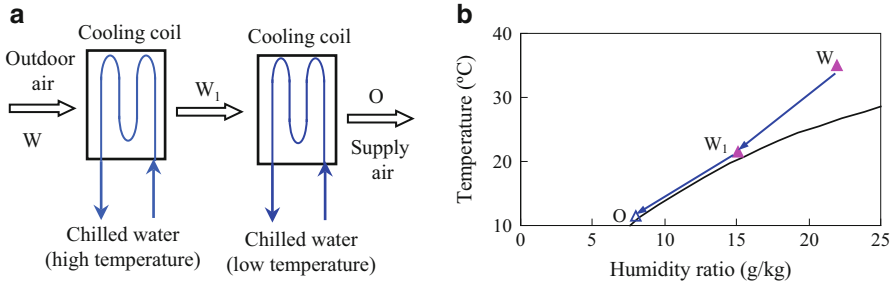 a
Cooling coil
Cooling coil
Outdoor
air
W
W₁
O
Supply
air
Chilled water
(high temperature)
Chilled water
(low temperature)
b
Temperature (ºC)
40
30
20
10
W
W₁
O
0
5
10
15
20
25
Humidity ratio (g/kg)